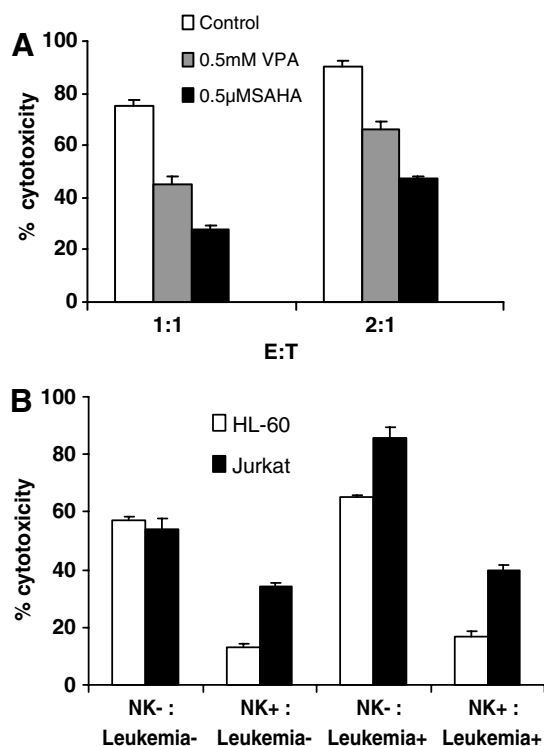 A
Control
0.5mM VPA
0.5µMSAHA
100
80
60
40
20
0
% cytotoxicity
1:1
2:1
E:T
B
HL-60
Jurkat
100
80
60
40
20
0
% cytotoxicity
NK- : NK+ : NK- : NK+ :
Leukemia- Leukemia- Leukemia+ Leukemia+